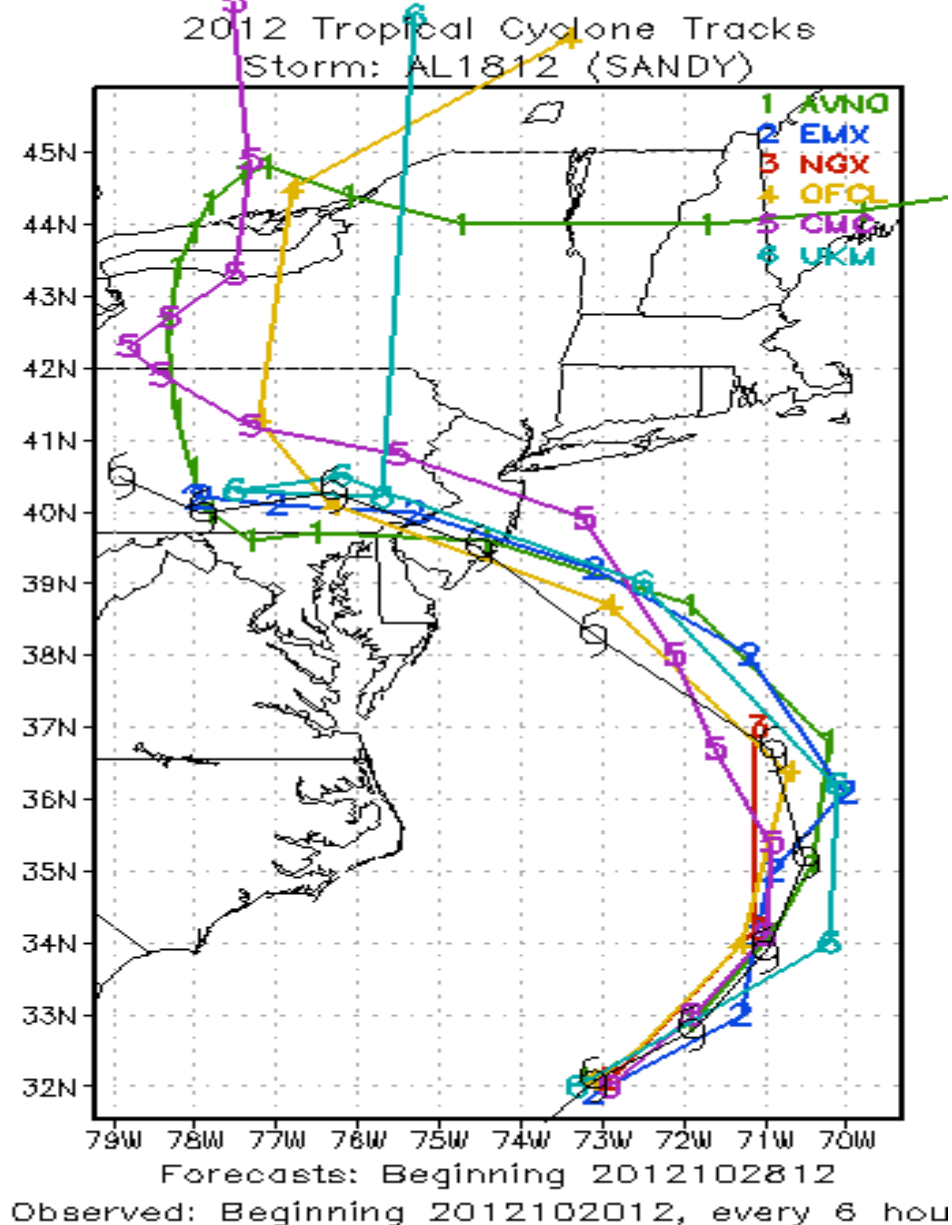 2012 Tropical Cyclone Tracks
Storm: AL1812 (SANDY)
1 AVNO
2 EMX
3 NGX
4 OFCL
5 CMC
6 UKM
45N
44N
43N
42N
41N
40N
39N
38N
37N
36N
35N
34N
33N
32N
79W 78W 77W 76W 75W 74W 73W 72W 71W 70W
Forecasts: Beginning 2012102812
Observed: Beginning 2012102012, every 6 hou